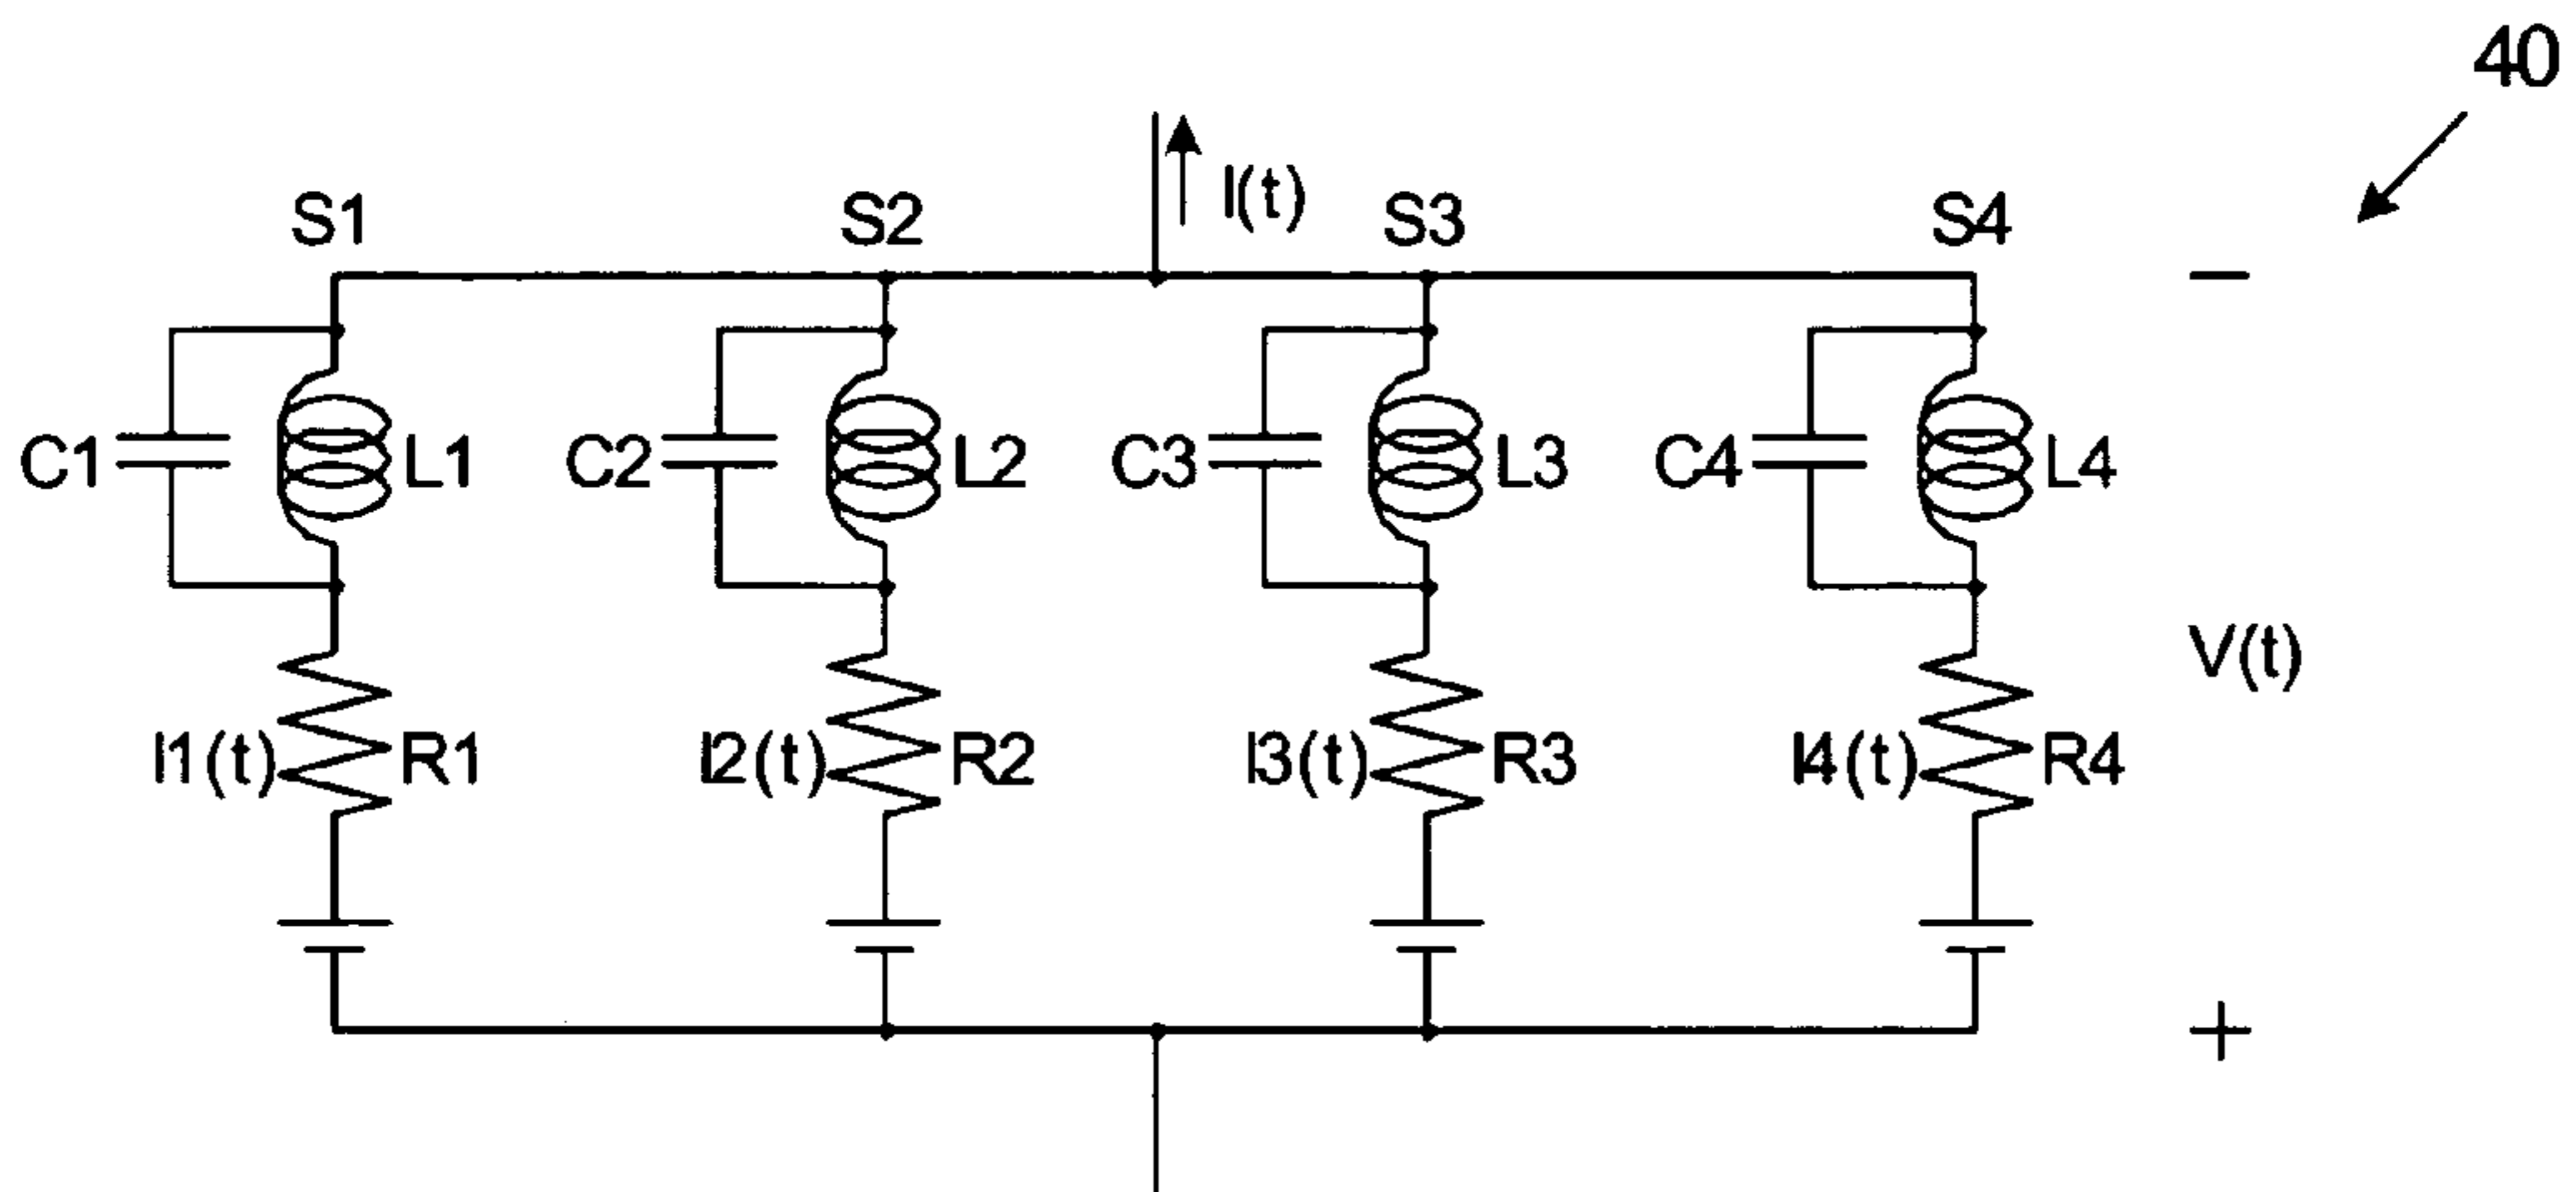 40
I(t)
S1 S2 S3 S4
−
C1 L1 C2 L2 C3 L3 C4 L4
V(t)
I1(t) R1 I2(t) R2 I3(t) R3 I4(t) R4
+